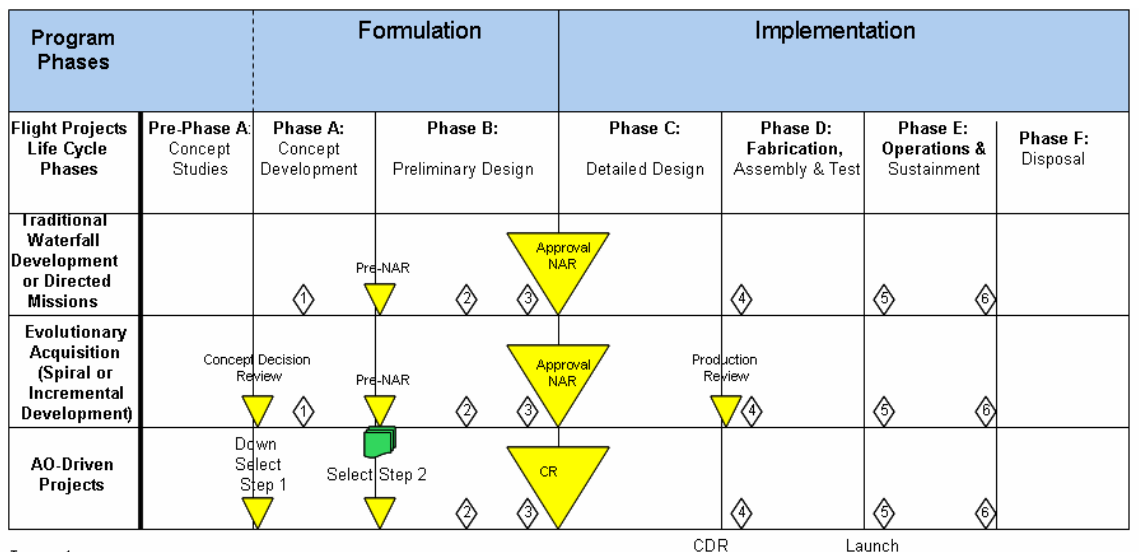 Program
Phases
Formulation
Implementation
Flight Projects
Life Cycle
Phases
Pre-Phase A:
Concept
Studies
Phase A:
Concept
Development
Phase B:
Preliminary Design
Phase C:
Detailed Design
Phase D:
Fabrication,
Assembly & Test
Phase E:
Operations &
Sustainment
Phase F:
Disposal
Traditional
Waterfall
Development
or Directed
Missions
Pre-NAR
Approval
NAR
1
2
3
4
5
6
Evolutionary
Acquisition
(Spiral or
Incremental
Development)
Concept Decision
Review
Pre-NAR
Approval
NAR
Production
Review
1
2
3
4
5
6
AO-Driven
Projects
Down
Select
Step 1
Select Step 2
CR
2
3
4
5
6
CDR
Launch